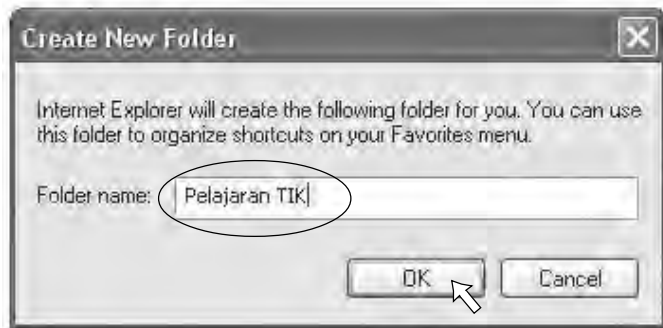 Create New Folder
Internet Explorer will create the following folder for you. You can use
this folder to organize shortcuts on your Favorites menu.
Folder name: Pelajaran TIK
OK Cancel